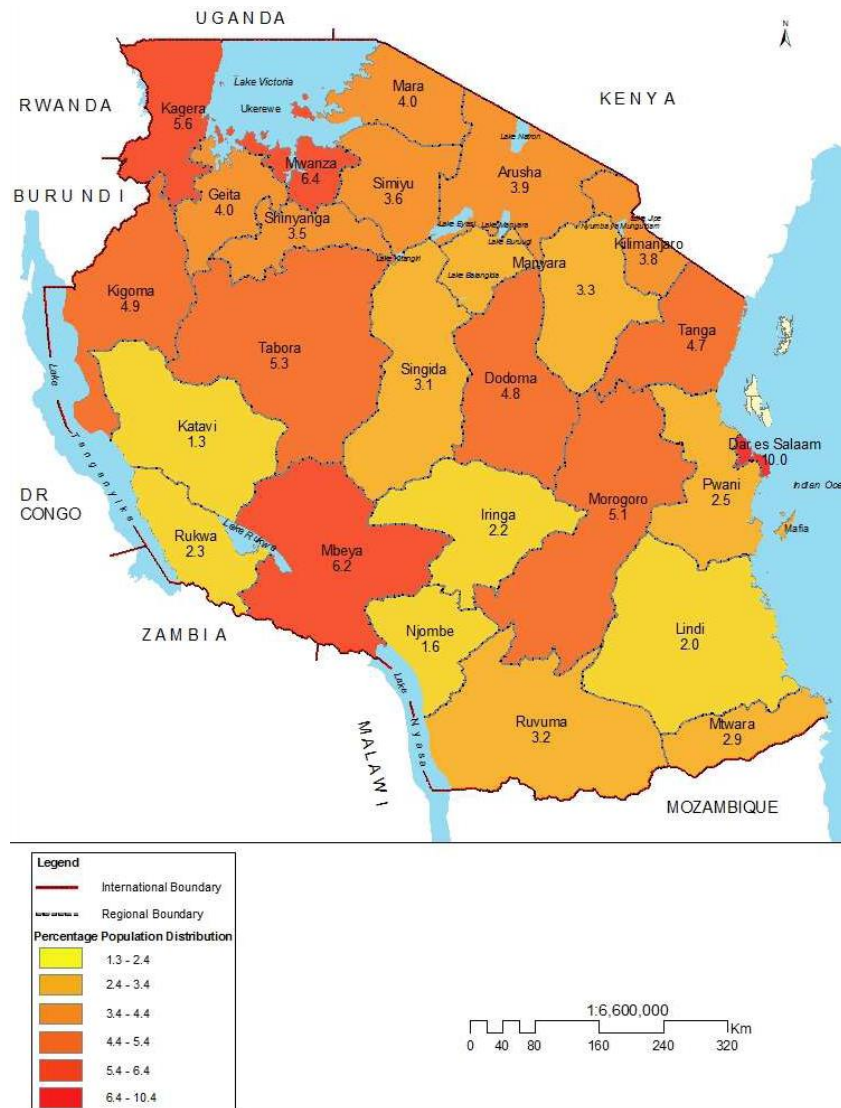 UGANDA
N
Lake Victoria
Mara
4.0
RWANDA
KENYA
Kagera
5.6
Ukerewe
Lake Natron
Mwanza
6.4
Arusha
3.9
BURUNDI
Geita
4.0
Simiyu
3.6
Shinyanga
3.5
Lake Eyasi
Lake Manyara
Lake Burungi
Lake Jipe
Kilimanjaro
3.8
Lake Kitangiri
Lake Balangida
Manyara
3.3
Kigoma
4.9
Tabora
5.3
Tanga
4.7
Singida
3.1
Dodoma
4.8
Lake Tanganyika
Katavi
1.3
Dar es Salaam
10.0
Pwani
2.5
Indian Oce
DR
CONGO
Rukwa
2.3
Lake Rukwa
Iringa
2.2
Morogoro
5.1
Mbeya
6.2
Mafia
ZAMBIA
Njombe
1.6
Lindi
2.0
Lake Nyasa
MALAWI
Ruvuma
3.2
Mtwara
2.9
MOZAMBIQUE
Legend
International Boundary
Regional Boundary
Percentage Population Distribution
1.3 - 2.4
2.4 - 3.4
3.4 - 4.4
4.4 - 5.4
5.4 - 6.4
6.4 - 10.4
1:6,600,000
Km
0 40 80 160 240 320